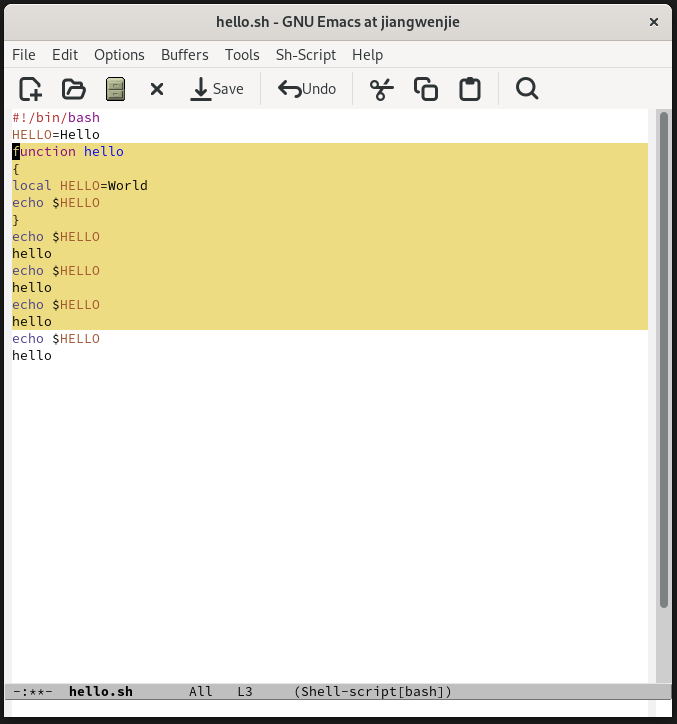 hello.sh - GNU Emacs at jiangwenjie
File Edit Options Buffers Tools Sh-Script Help
Save Undo
#!/bin/bash
HELLO=Hello
function hello
{
local HELLO=World
echo $HELLO
}
echo $HELLO
hello
echo $HELLO
hello
echo $HELLO
hello
echo $HELLO
hello
-:**-  hello.sh       All   L3     (Shell-script[bash])